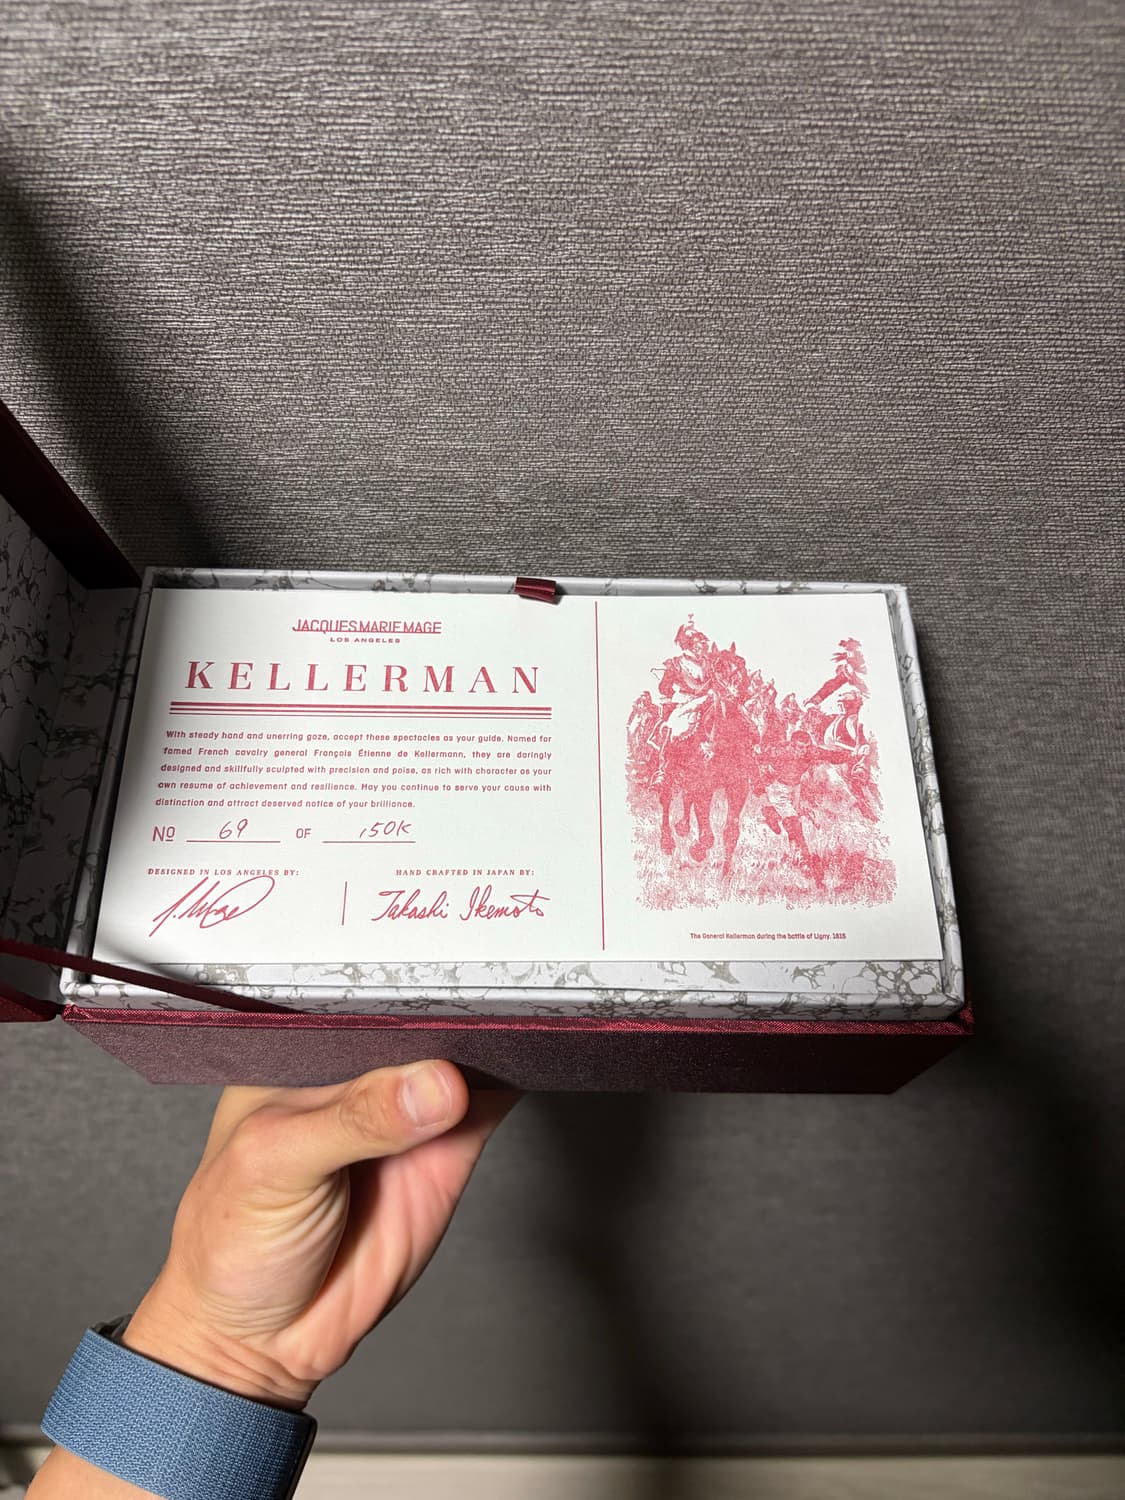 JACQUES MARIE MAGE
LOS ANGELES
KELLERMAN
With steady hand and unerring gaze, accept these spectacles as your guide. Named for
famed French cavalry general François Étienne de Kellermann, they are daringly
designed and skillfully sculpted with precision and poise, as rich with character as your
own resume of achievement and resilience. May you continue to serve your cause with
distinction and attract deserved notice of your brilliance.
Nº 69 OF 150K
DESIGNED IN LOS ANGELES BY:
HAND CRAFTED IN JAPAN BY:
Takashi Ikemoto
The General Kellerman during the battle of Ligny. 1815